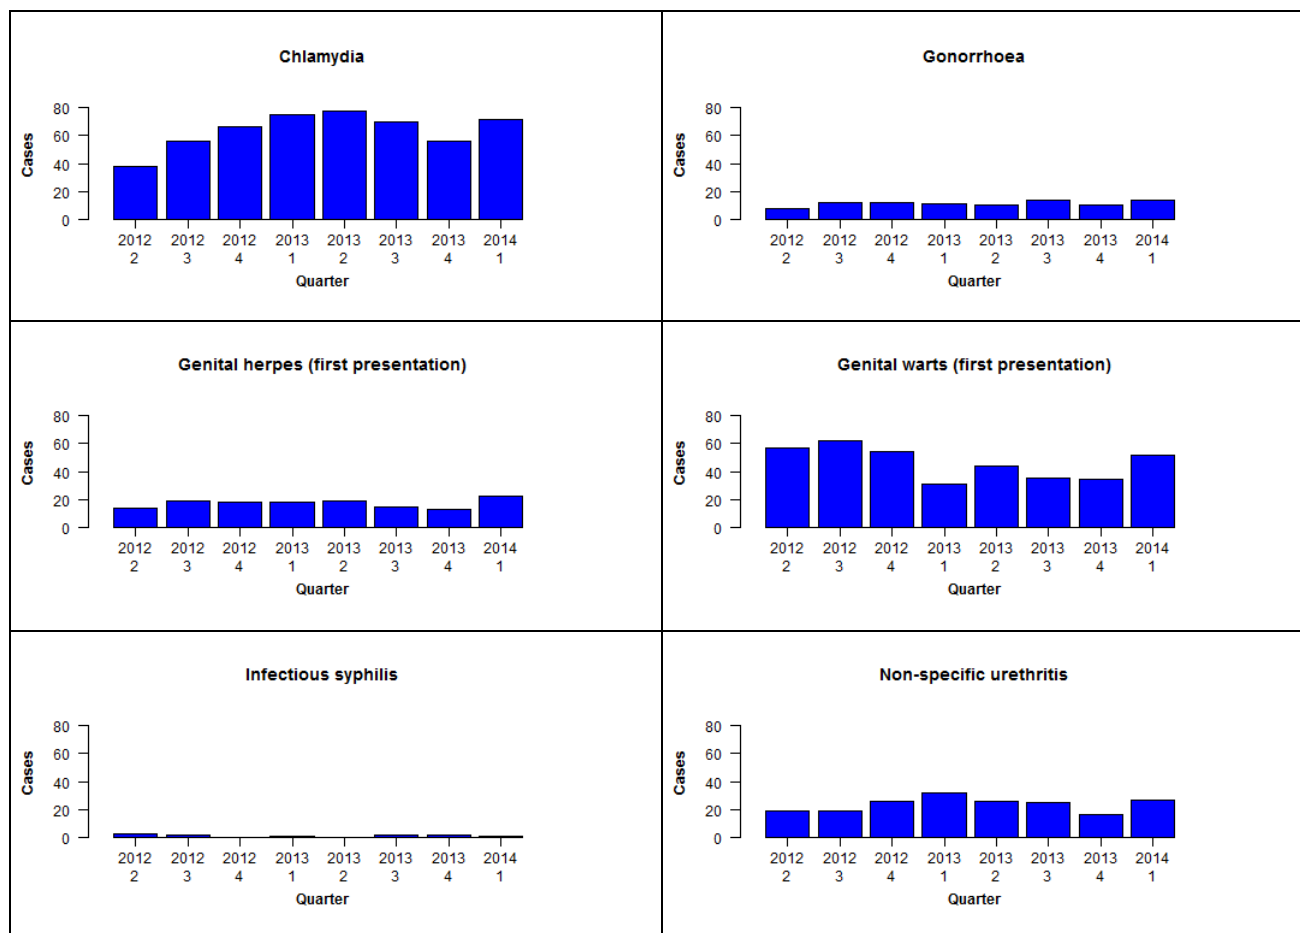 Chlamydia
Cases
80
60
40
20
0
2012 2012 2012 2013 2013 2013 2013 2014
2 3 4 1 2 3 4 1
Quarter
Gonorrhoea
Cases
80
60
40
20
0
2012 2012 2012 2013 2013 2013 2013 2014
2 3 4 1 2 3 4 1
Quarter
Genital herpes (first presentation)
Cases
80
60
40
20
0
2012 2012 2012 2013 2013 2013 2013 2014
2 3 4 1 2 3 4 1
Quarter
Genital warts (first presentation)
Cases
80
60
40
20
0
2012 2012 2012 2013 2013 2013 2013 2014
2 3 4 1 2 3 4 1
Quarter
Infectious syphilis
Cases
80
60
40
20
0
2012 2012 2012 2013 2013 2013 2013 2014
2 3 4 1 2 3 4 1
Quarter
Non-specific urethritis
Cases
80
60
40
20
0
2012 2012 2012 2013 2013 2013 2013 2014
2 3 4 1 2 3 4 1
Quarter